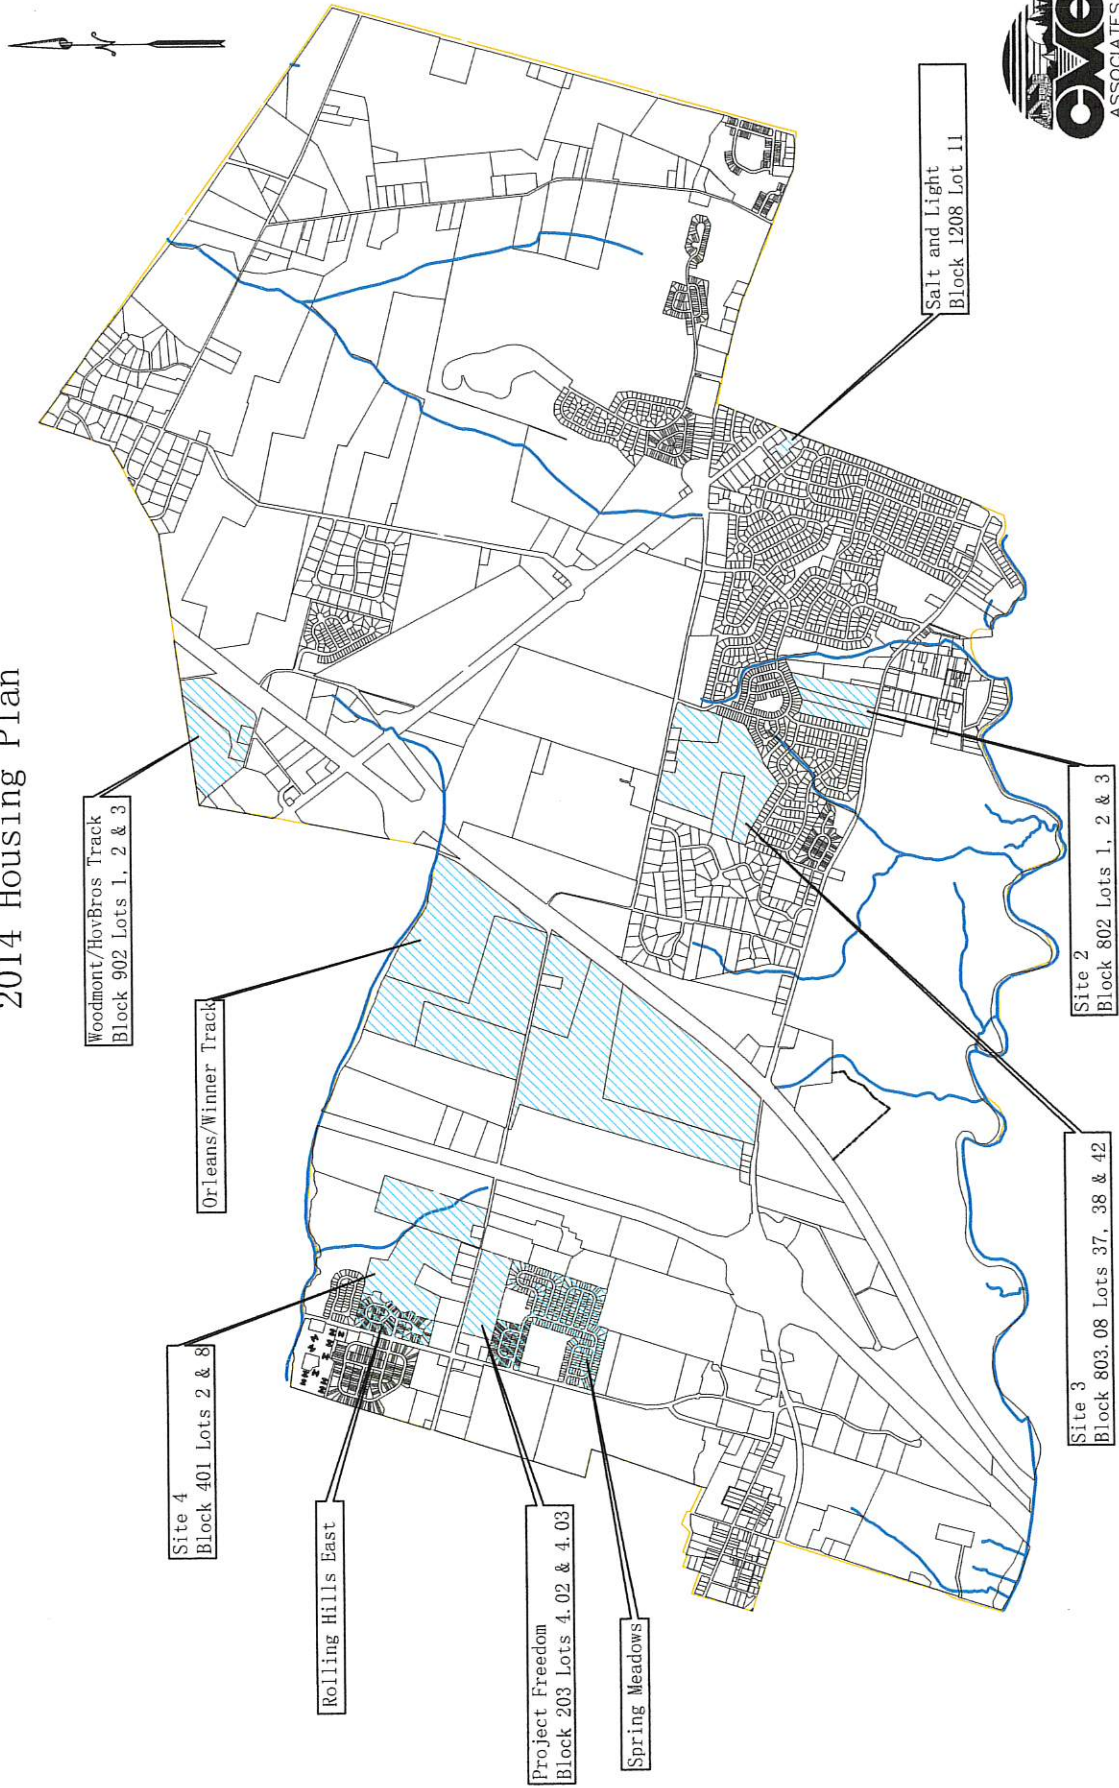 2014 Housing Plan
Woodmont/HovBros Track
Block 902 Lots 1, 2 & 3
Orleans/Winner Track
Site 4
Block 401 Lots 2 & 8
Rolling Hills East
Project Freedom
Block 203 Lots 4.02 & 4.03
Spring Meadows
Site 3
Block 803.08 Lots 37, 38 & 42
Site 2
Block 802 Lots 1, 2 & 3
Salt and Light
Block 1208 Lot 11
N
CME
ASSOCIATES